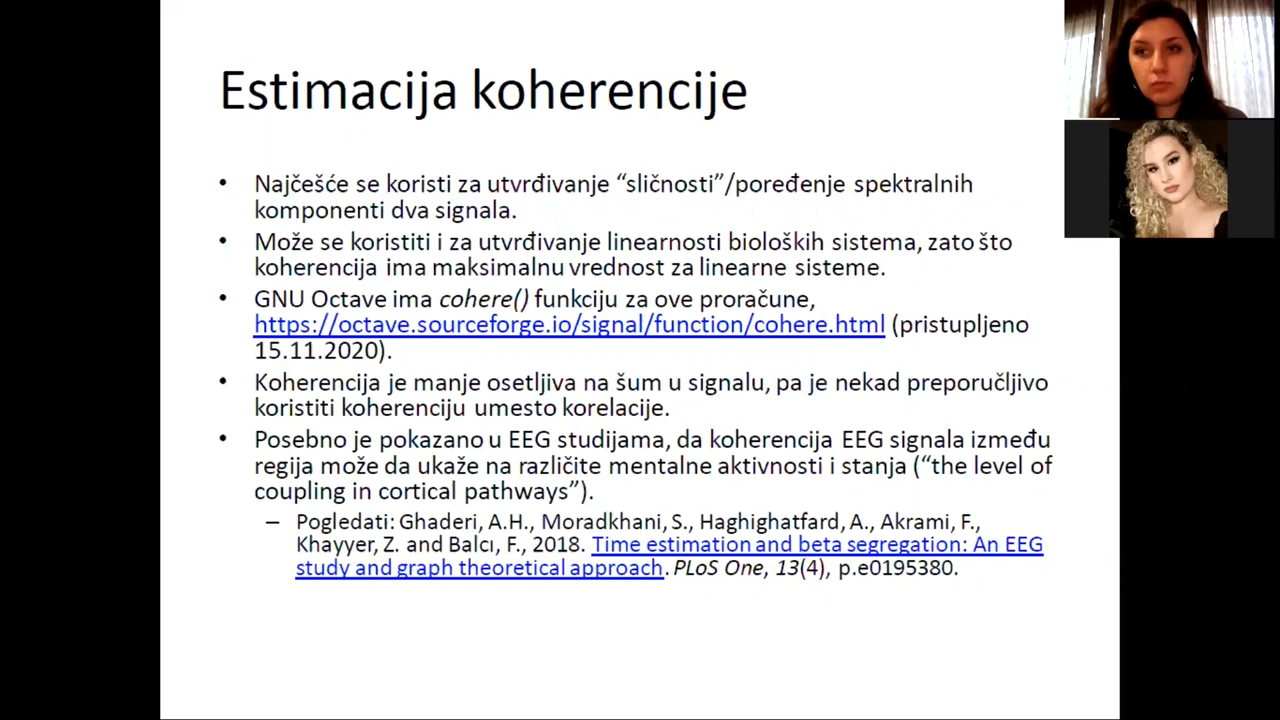 Estimacija koherencije
• Najčešće se koristi za utvrđivanje “sličnosti”/poređenje spektralnih
komponenti dva signala.
• Može se koristiti i za utvrđivanje linearnosti bioloških sistema, zato što
koherencija ima maksimalnu vrednost za linearne sisteme.
• GNU Octave ima cohere() funkciju za ove proračune,
https://octave.sourceforge.io/signal/function/cohere.html (pristupljeno
15.11.2020).
• Koherencija je manje osetljiva na šum u signalu, pa je nekad preporučljivo
koristiti koherenciju umesto korelacije.
• Posebno je pokazano u EEG studijama, da koherencija EEG signala između
regija može da ukaže na različite mentalne aktivnosti i stanja (“the level of
coupling in cortical pathways”).
– Pogledati: Ghaderi, A.H., Moradkhani, S., Haghighatfard, A., Akrami, F.,
Khayyer, Z. and Balcı, F., 2018. Time estimation and beta segregation: An EEG
study and graph theoretical approach. PLoS One, 13(4), p.e0195380.